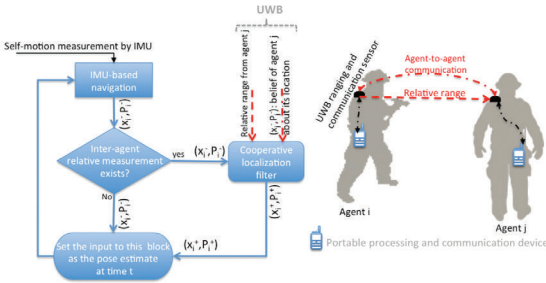 UWB
Self-motion measurement by IMU
IMU-based
navigation
Relative range from agent j
(x_j^-,P_j^-): belief of agent j
about its location
(x_i^-,P_i^-)
Inter-agent
relative measurement
exists?
yes
(x_i^-,P_i^-)
Cooperative
localization
filter
No
(x_i^-,P_i^-)
(x_i^+,P_i^+)
(x_i^+,P_i^+)
Set the input to this block
as the pose estimate
at time t
UWB ranging and
communication sensor
Agent-to-agent
communication
Relative range
Agent i
Agent j
Portable processing and communication device